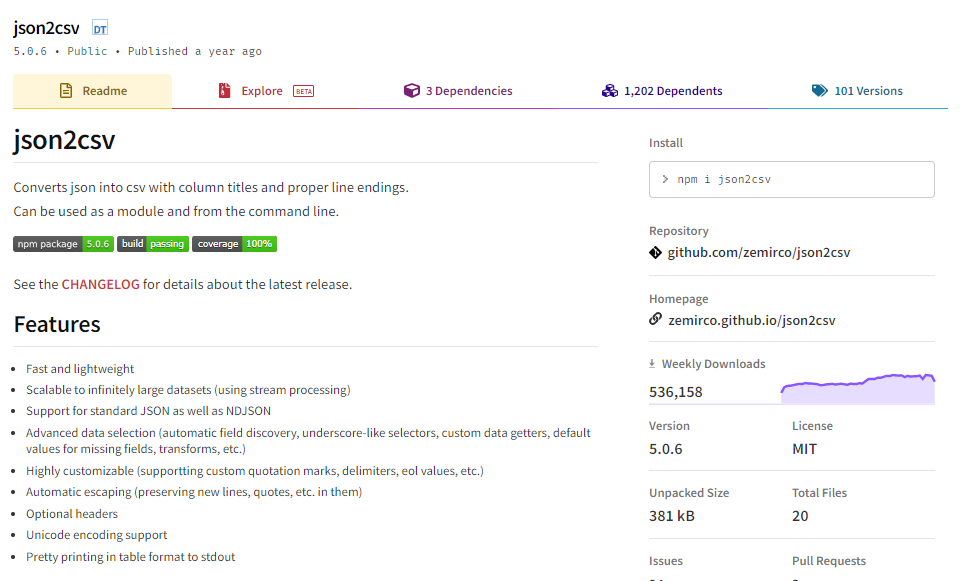 json2csv DT
5.0.6 • Public • Published a year ago
Readme
Explore BETA
3 Dependencies
1,202 Dependents
101 Versions
json2csv
Converts json into csv with column titles and proper line endings.
Can be used as a module and from the command line.
npm package 5.0.6 build passing coverage 100%
See the CHANGELOG for details about the latest release.
Features
• Fast and lightweight
• Scalable to infinitely large datasets (using stream processing)
• Support for standard JSON as well as NDJSON
• Advanced data selection (automatic field discovery, underscore-like selectors, custom data getters, default
values for missing fields, transforms, etc.)
• Highly customizable (supportting custom quotation marks, delimiters, eol values, etc.)
• Automatic escaping (preserving new lines, quotes, etc. in them)
• Optional headers
• Unicode encoding support
• Pretty printing in table format to stdout
Install
> npm i json2csv
Repository
github.com/zemirco/json2csv
Homepage
zemirco.github.io/json2csv
Weekly Downloads
536,158
Version
5.0.6
License
MIT
Unpacked Size
381 kB
Total Files
20
Issues
Pull Requests